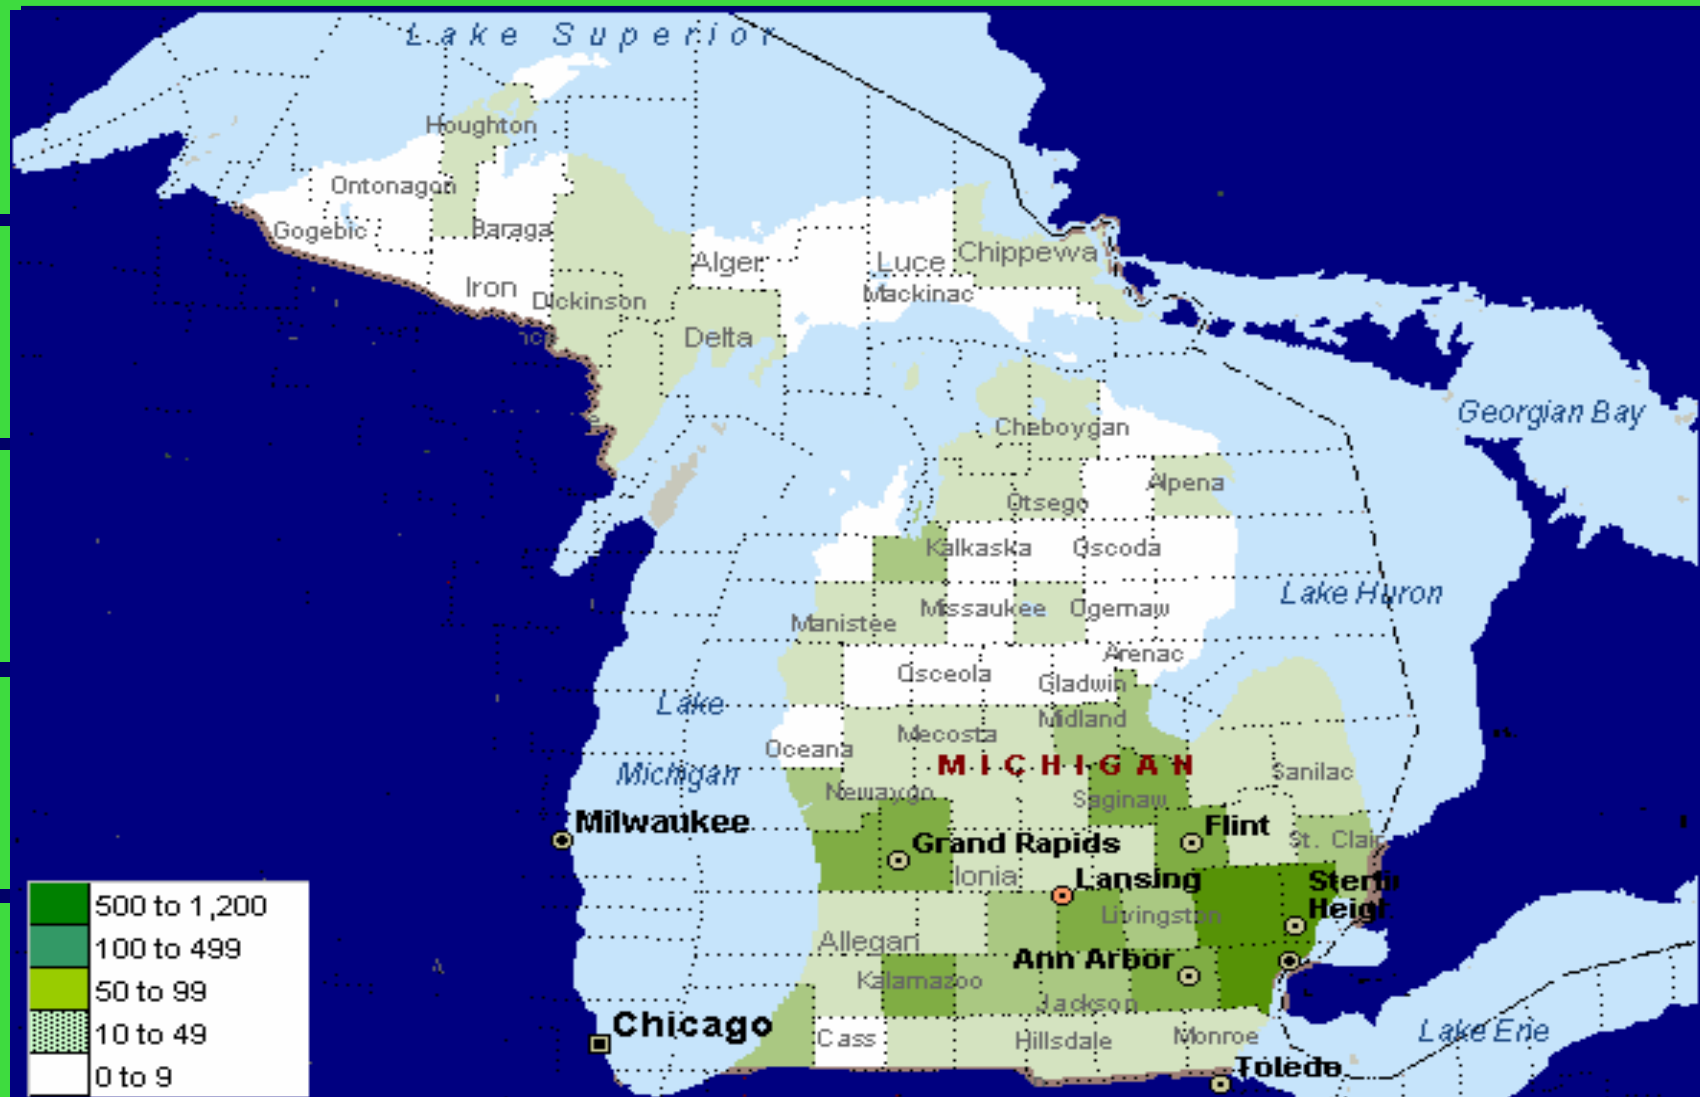 Lake Superior
Houghton
Ontonagon
Gogebic
Baraga
Alger
Luce
Chippewa
Iron
Dickinson
Mackinac
Delta
Georgian Bay
Cheboygan
Alpena
Otsego
Kalkaska
Oscoda
Lake Huron
Missaukee
Ogemaw
Manistee
Arenac
Osceola
Gladwin
Lake
Michigan
Midland
Mecosta
Oceana
MICHIGAN
Sanilac
Newaygo
Saginaw
Milwaukee
Flint
Grand Rapids
St. Clair
Ionia
Lansing
Sterli
Heigt
Livingston
Allegan
Ann Arbor
Kalamazoo
Jackson
Chicago
Cass
Hillsdale
Monroe
Lake Erie
Toledo
500 to 1,200
100 to 499
50 to 99
10 to 49
0 to 9